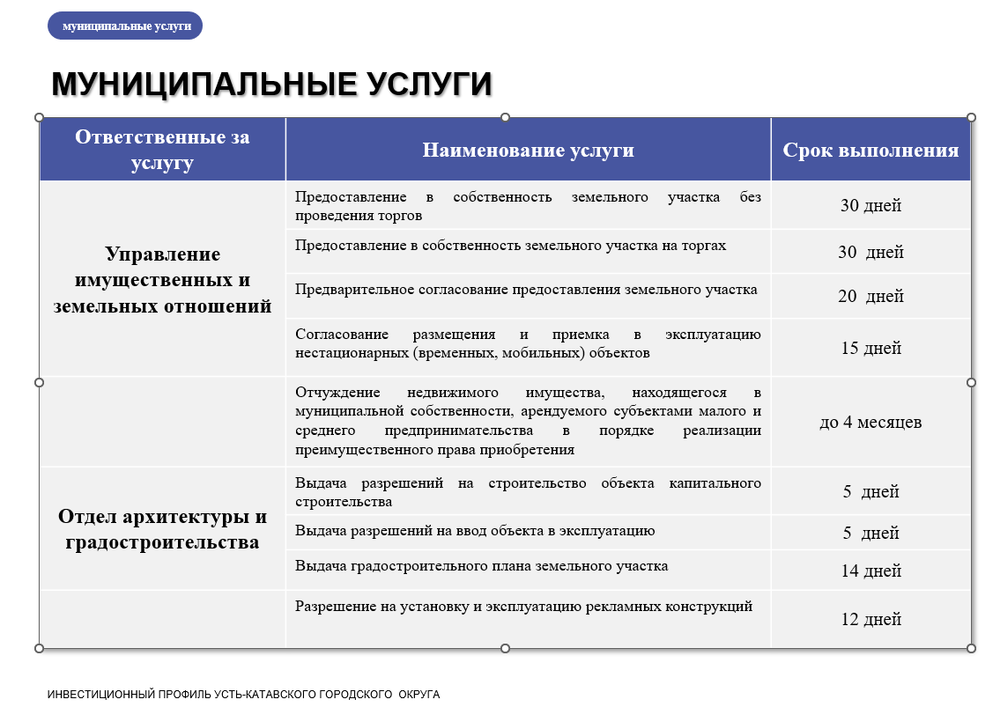 муниципальные услуги
МУНИЦИПАЛЬНЫЕ УСЛУГИ
Ответственные за
услугу
Наименование услуги
Срок выполнения
Управление
имущественных и
земельных отношений
Предоставление в собственность земельного участка без
проведения торгов
30 дней
Предоставление в собственность земельного участка на торгах
30 дней
Предварительное согласование предоставления земельного участка
20 дней
Согласование размещения и приемка в эксплуатацию
нестационарных (временных, мобильных) объектов
15 дней
Отчуждение недвижимого имущества, находящегося в
муниципальной собственности, арендуемого субъектами малого и
среднего предпринимательства в порядке реализации
преимущественного права приобретения
до 4 месяцев
Отдел архитектуры и
градостроительства
Выдача разрешений на строительство объекта капитального
строительства
5 дней
Выдача разрешений на ввод объекта в эксплуатацию
5 дней
Выдача градостроительного плана земельного участка
14 дней
Разрешение на установку и эксплуатацию рекламных конструкций
12 дней
ИНВЕСТИЦИОННЫЙ ПРОФИЛЬ УСТЬ-КАТАВСКОГО ГОРОДСКОГО ОКРУГА